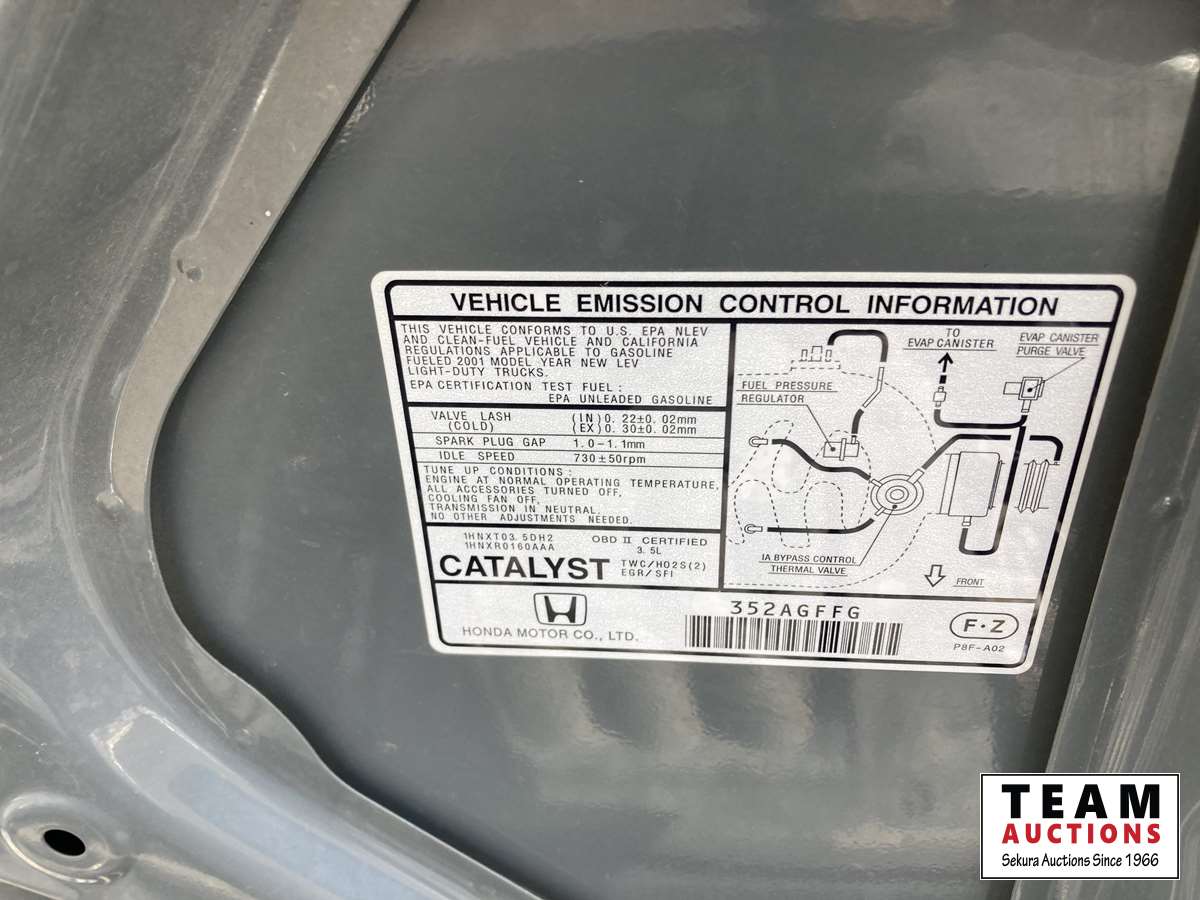 VEHICLE EMISSION CONTROL INFORMATION
THIS VEHICLE CONFORMS TO U.S. EPA NLEV
AND CLEAN-FUEL VEHICLE AND CALIFORNIA
REGULATIONS APPLICABLE TO GASOLINE
FUELED 2001 MODEL YEAR NEW LEV
LIGHT-DUTY TRUCKS.
EPA CERTIFICATION TEST FUEL :
EPA UNLEADED GASOLINE
VALVE LASH (IN) 0. 22±0. 02mm
(COLD) (EX) 0. 30±0. 02mm
SPARK PLUG GAP 1. 0-1. 1mm
IDLE SPEED 730±50rpm
TUNE UP CONDITIONS :
ENGINE AT NORMAL OPERATING TEMPERATURE,
ALL ACCESSORIES TURNED OFF,
COOLING FAN OFF,
TRANSMISSION IN NEUTRAL.
NO OTHER ADJUSTMENTS NEEDED.
1HNXT03. 5DH2 OBD II CERTIFIED
1HNXR0160AAA 3. 5L
CATALYST TWC/HO2S(2)
EGR/SFI
TO
EVAP CANISTER
EVAP CANISTER
PURGE VALVE
FUEL PRESSURE
REGULATOR
IA BYPASS CONTROL
THERMAL VALVE
FRONT
HONDA MOTOR CO., LTD.
352AGFFG
F·Z
P8F-A02
TEAM
AUCTIONS
Sekura Auctions Since 1966